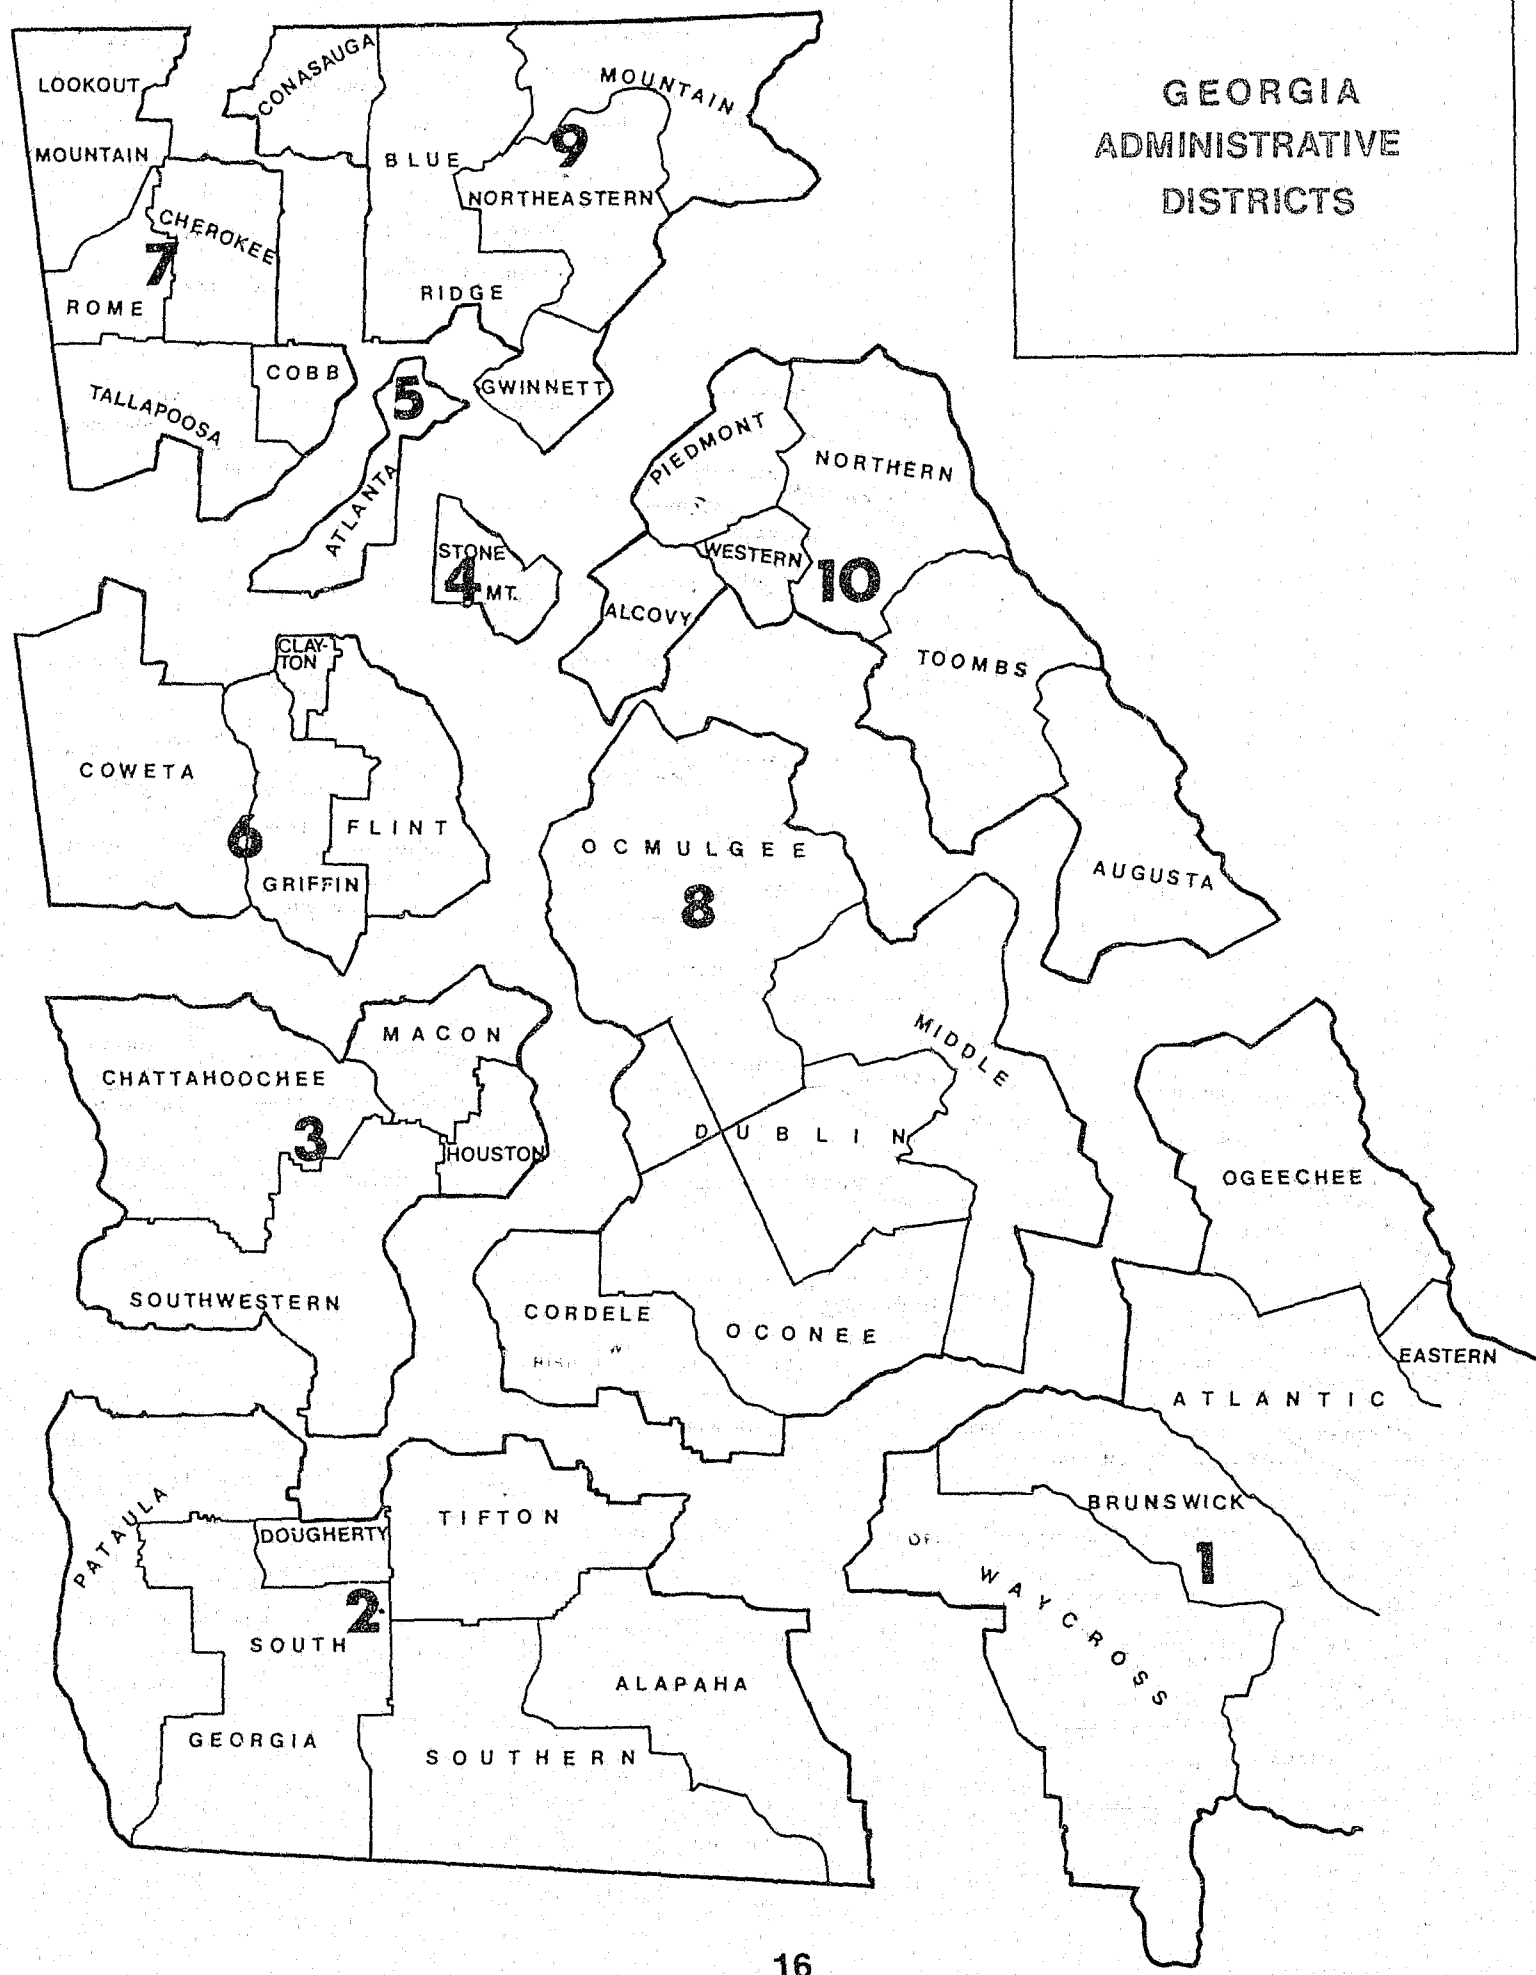 GEORGIA
ADMINISTRATIVE
DISTRICTS
LOOKOUT
MOUNTAIN
CONASAUGA
BLUE
RIDGE
MOUNTAIN
9
NORTHEASTERN
CHEROKEE
7
ROME
COBB
TALLAPOOSA
5
ATLANTA
GWINNETT
STONE
4
MT.
PIEDMONT
NORTHERN
WESTERN
10
ALCOVY
TOOMBS
AUGUSTA
CLAY-
TON
COWETA
6
FLINT
GRIFFIN
OCMULGEE
8
MIDDLE
DUBLIN
CORDELE
OCONEE
MACON
CHATTAHOOCHEE
3
HOUSTON
SOUTHWESTERN
OGEECHEE
EASTERN
ATLANTIC
BRUNSWICK
1
WAYCROSS
PATAULA
DOUGHERTY
TIFTON
2
SOUTH
GEORGIA
ALAPAHA
SOUTHERN
16